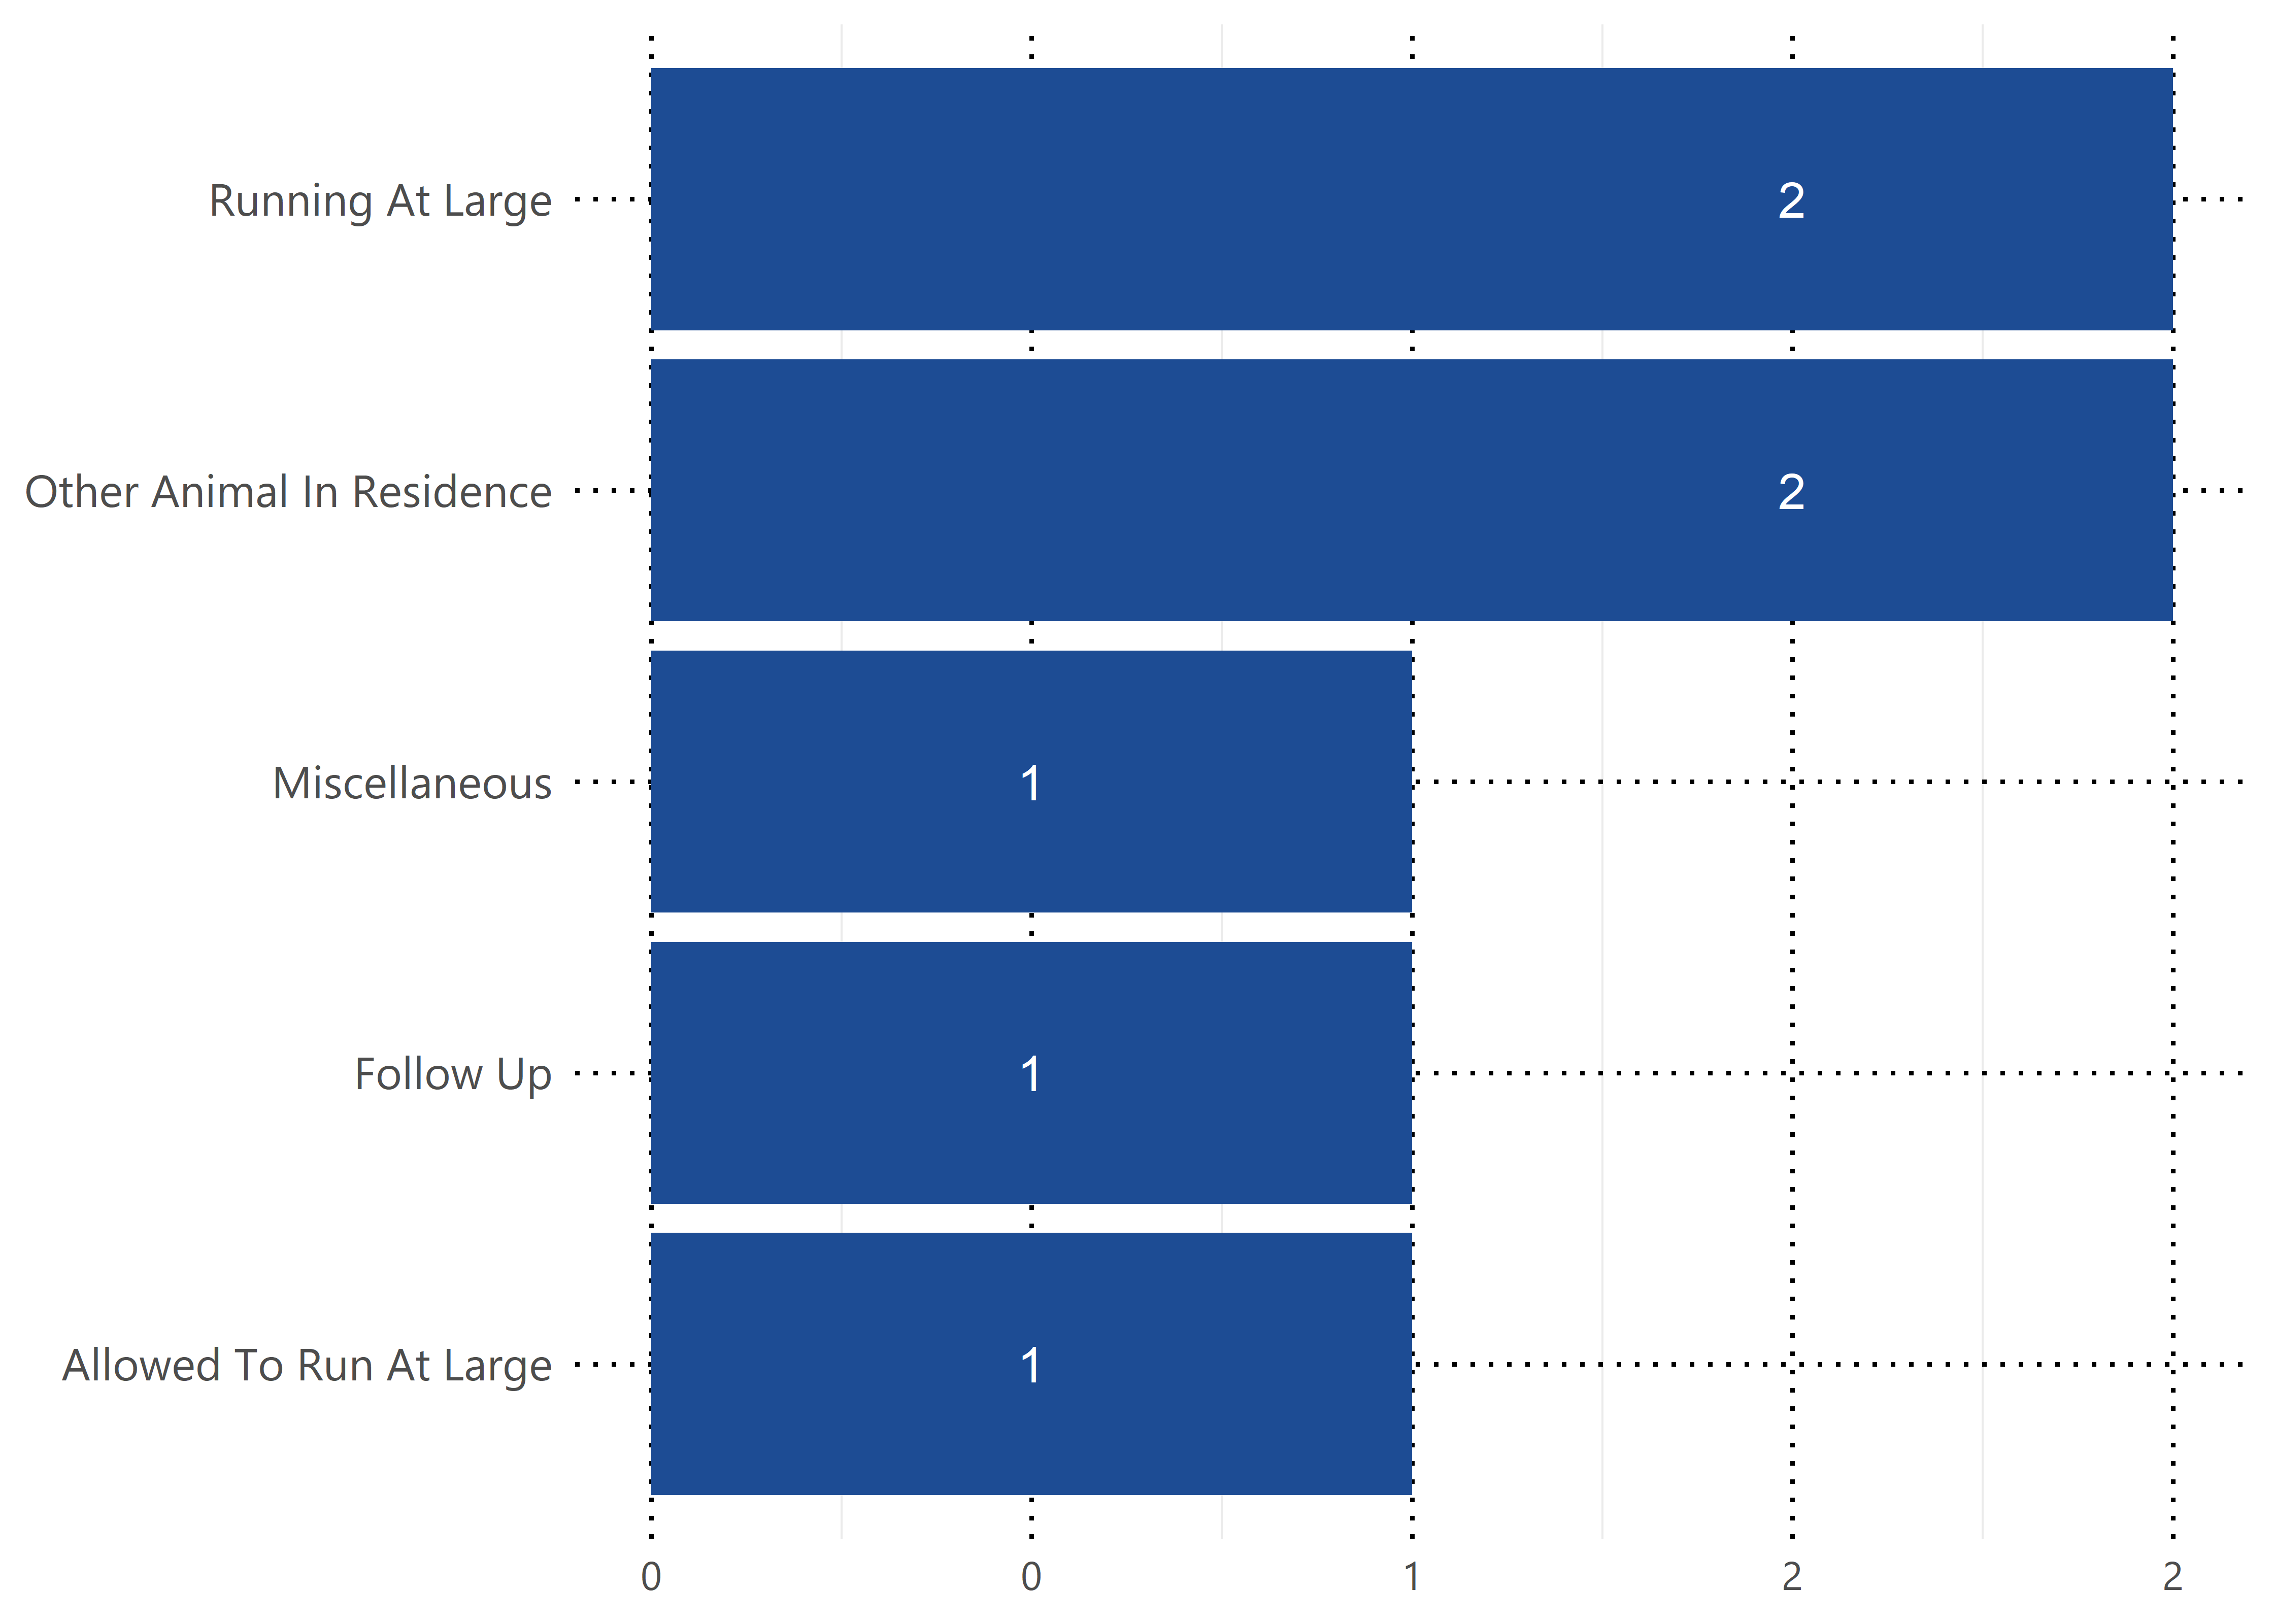 Running At Large
2
Other Animal In Residence
2
Miscellaneous
1
Follow Up
1
Allowed To Run At Large
1
0 0 1 2 2